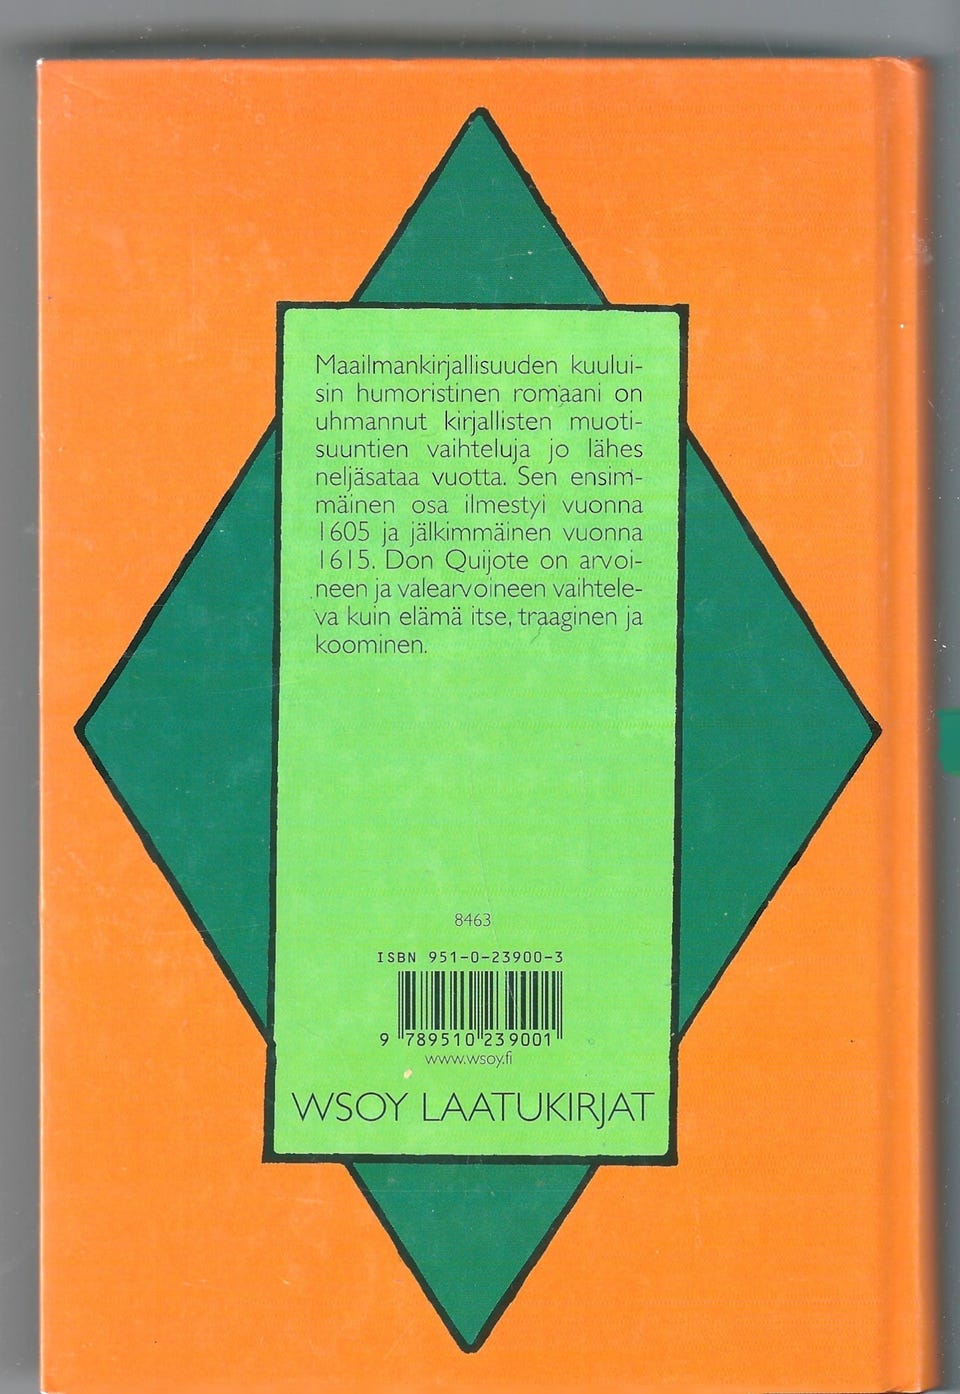 Maailmankirjallisuuden kuului-
sin humoristinen romaani on
uhmannut kirjallisten muoti-
suuntien vaihteluja jo lähes
neljäsataa vuotta. Sen ensim-
mäinen osa ilmestyi vuonna
1605 ja jälkimmäinen vuonna
1615. Don Quijote on arvoi-
neen ja valearvoineen vaihtele-
va kuin elämä itse, traaginen ja
koominen.
8463
ISBN 951-0-23900-3
9 789510 239001
www.wsoy.fi
WSOY LAATUKIRJAT